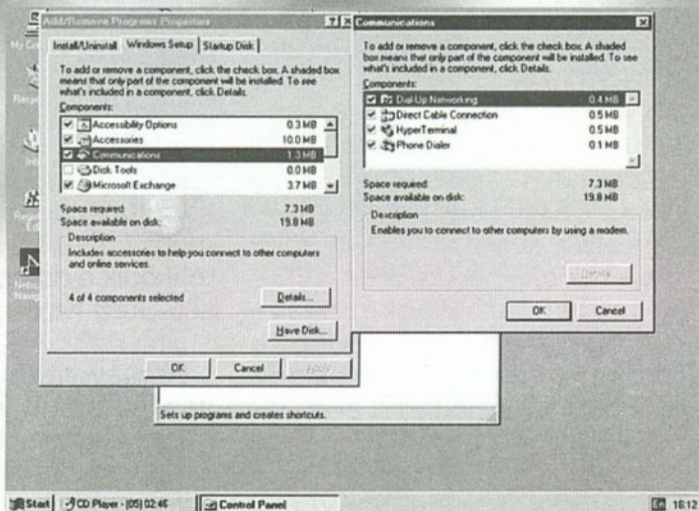 Add/Remove Programs Properties
Install/Uninstall Windows Setup Startup Disk
To add or remove a component, click the check box. A shaded box
means that only part of the component will be installed. To see
what's included in a component, click Details.
Components:
Accessibility Options 0.3 MB
Accessories 10.0 MB
Communications 1.3 MB
Disk Tools 0.0 MB
Microsoft Exchange 3.7 MB
Space required: 7.3 MB
Space available on disk: 19.8 MB
Description
Includes accessories to help you connect to other computers
and online services.
4 of 4 components selected
Details...
Have Disk...
OK Cancel Apply
Communications
To add or remove a component, click the check box. A shaded
box means that only part of the component will be installed. To see
what's included in a component, click Details.
Components:
Dial-Up Networking 0.4 MB
Direct Cable Connection 0.5 MB
HyperTerminal 0.5 MB
Phone Dialer 0.1 MB
Space required: 7.3 MB
Space available on disk: 19.8 MB
Description
Enables you to connect to other computers by using a modem.
Details...
OK Cancel
Sets up programs and creates shortcuts.
Start CD Player - [05] 02:46 Control Panel En 16:12